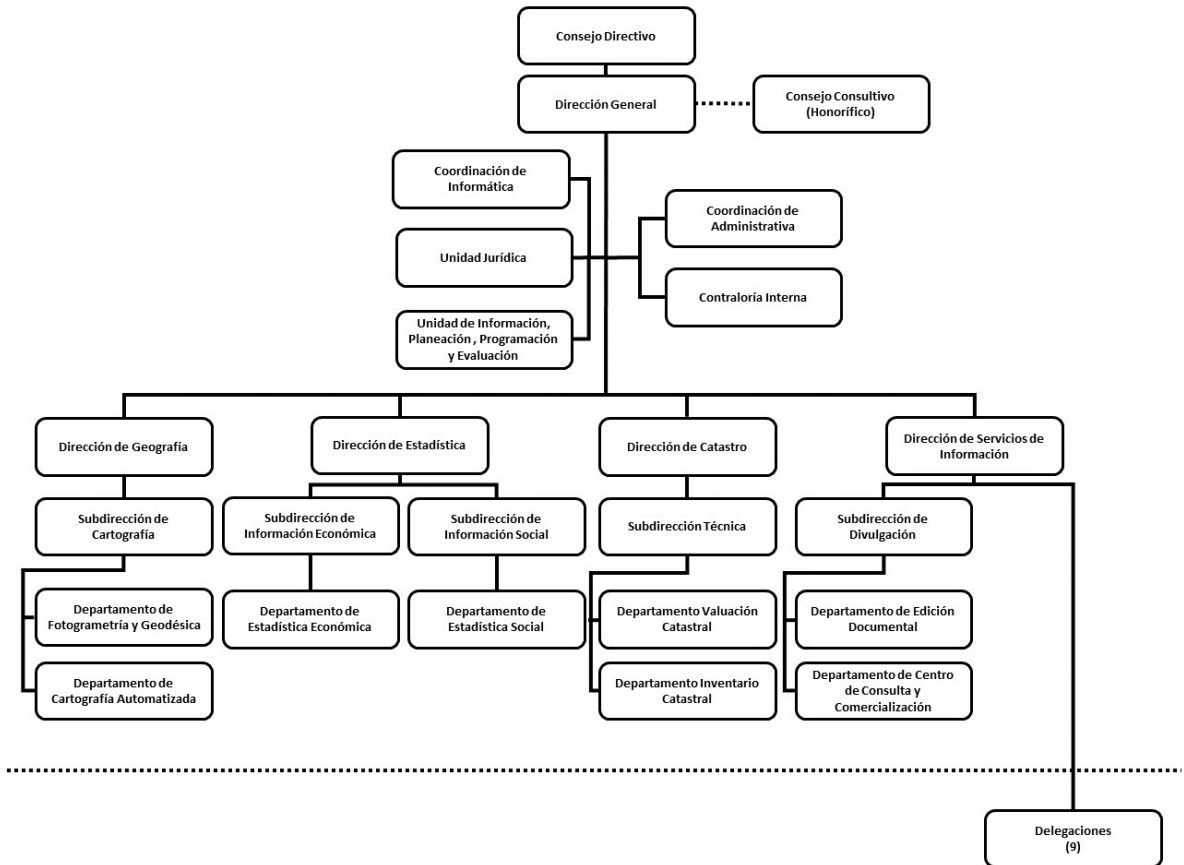 Consejo Directivo
Dirección General
Consejo Consultivo
(Honorífico)
Coordinación de
Informática
Coordinación de
Administrativa
Unidad Jurídica
Contraloría Interna
Unidad de Información,
Planeación , Programación
y Evaluación
Dirección de Geografía
Dirección de Estadística
Dirección de Catastro
Dirección de Servicios de
Información
Subdirección de
Cartografía
Subdirección de
Información Económica
Subdirección de
Información Social
Subdirección Técnica
Subdirección de
Divulgación
Departamento de
Fotogrametría y Geodésica
Departamento de
Estadística Económica
Departamento de
Estadística Social
Departamento Valuación
Catastral
Departamento de Edición
Documental
Departamento de
Cartografía Automatizada
Departamento Inventario
Catastral
Departamento de Centro
de Consulta y
Comercialización
Delegaciones
(9)